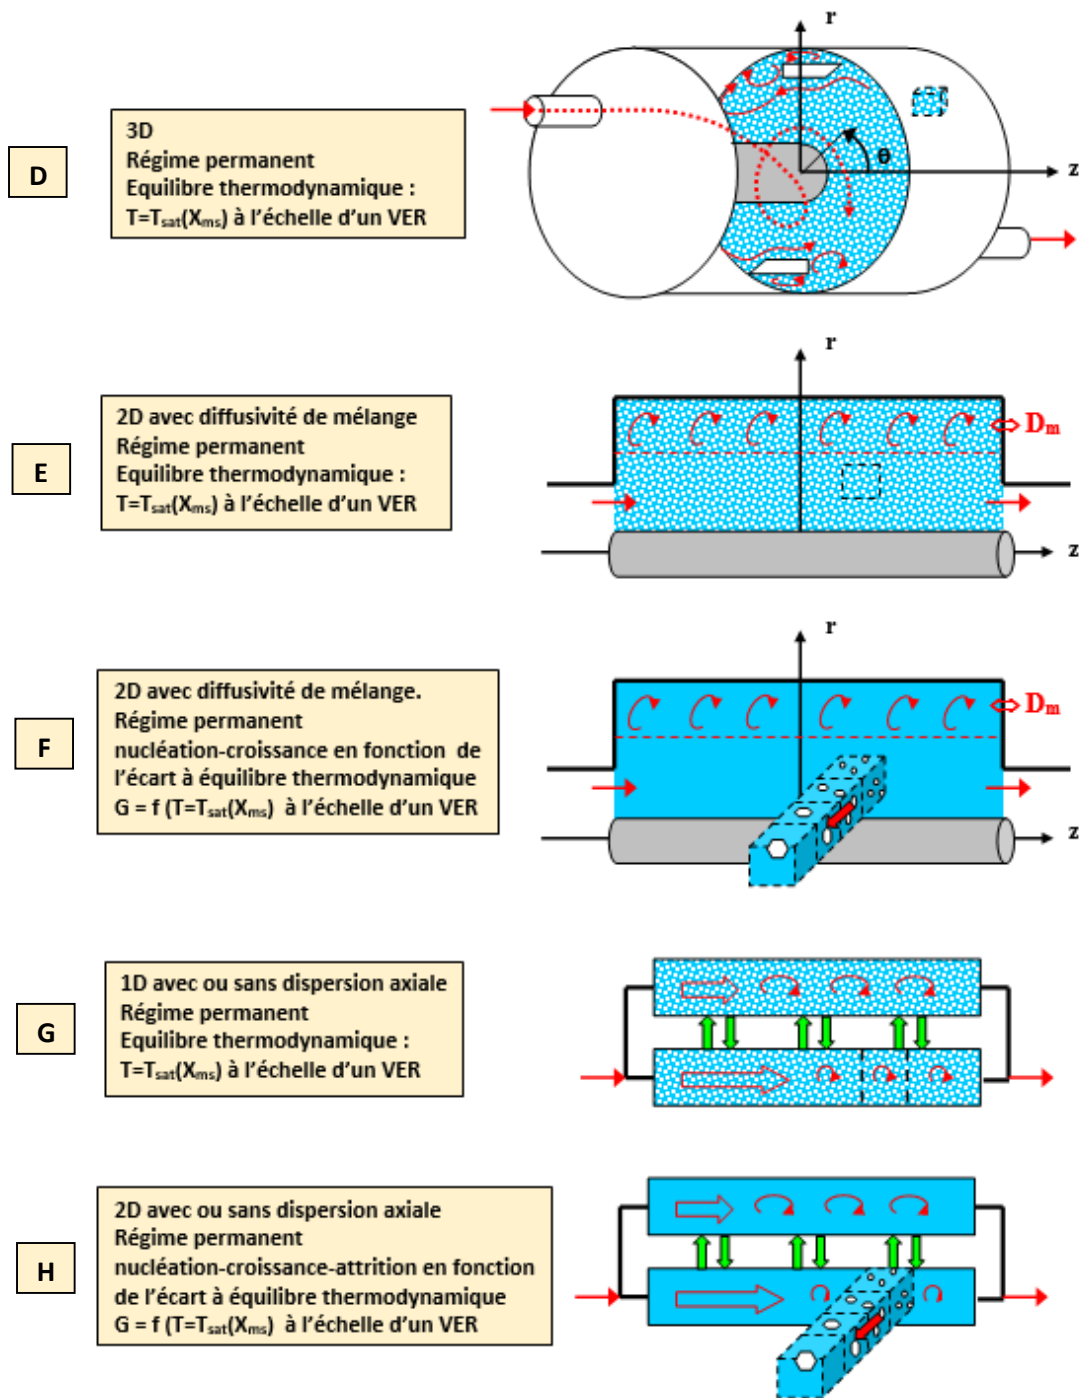 r
D
3D
Régime permanent
Equilibre thermodynamique :
T=Tsat(Xms) à l'échelle d'un VER
θ
z
r
E
2D avec diffusivité de mélange
Régime permanent
Equilibre thermodynamique :
T=Tsat(Xms) à l'échelle d'un VER
Dm
z
r
F
2D avec diffusivité de mélange.
Régime permanent
nucléation-croissance en fonction de
l'écart à équilibre thermodynamique
G = f (T=Tsat(Xms) à l'échelle d'un VER
Dm
z
G
1D avec ou sans dispersion axiale
Régime permanent
Equilibre thermodynamique :
T=Tsat(Xms) à l'échelle d'un VER
H
2D avec ou sans dispersion axiale
Régime permanent
nucléation-croissance-attrition en fonction
de l'écart à équilibre thermodynamique
G = f (T=Tsat(Xms) à l'échelle d'un VER